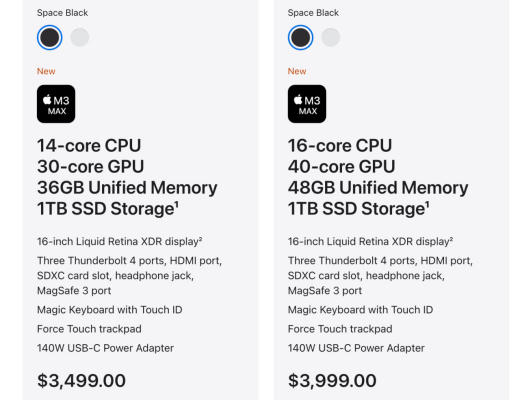 Space Black
New
M3
MAX
14-core CPU
30-core GPU
36GB Unified Memory
1TB SSD Storage¹
16-inch Liquid Retina XDR display²
Three Thunderbolt 4 ports, HDMI port,
SDXC card slot, headphone jack,
MagSafe 3 port
Magic Keyboard with Touch ID
Force Touch trackpad
140W USB-C Power Adapter
$3,499.00
Space Black
New
M3
MAX
16-core CPU
40-core GPU
48GB Unified Memory
1TB SSD Storage¹
16-inch Liquid Retina XDR display²
Three Thunderbolt 4 ports, HDMI port,
SDXC card slot, headphone jack,
MagSafe 3 port
Magic Keyboard with Touch ID
Force Touch trackpad
140W USB-C Power Adapter
$3,999.00